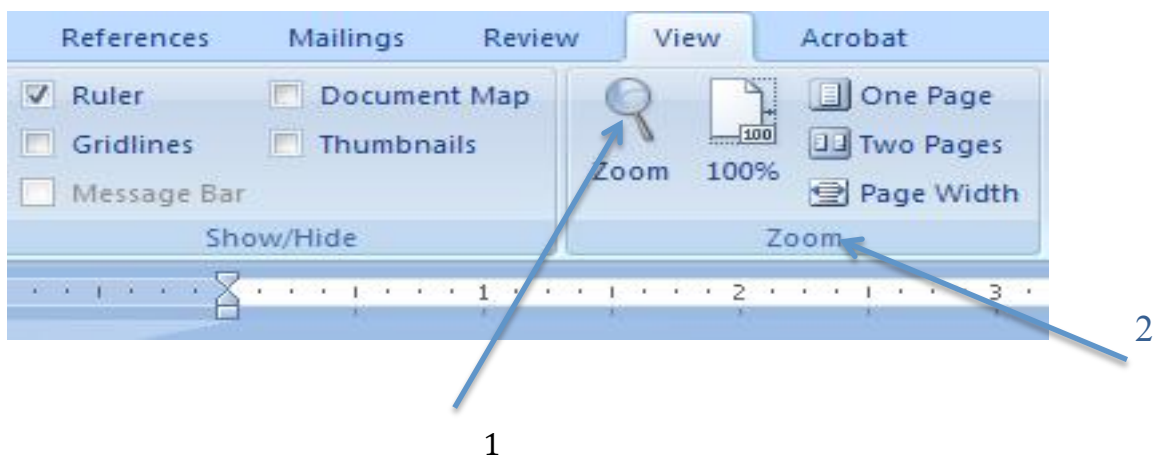 References Mailings Review View Acrobat
Ruler Document Map One Page
Gridlines Thumbnails 100 Two Pages
Zoom 100%
Message Bar Page Width
Show/Hide Zoom
1 2 3
2
1